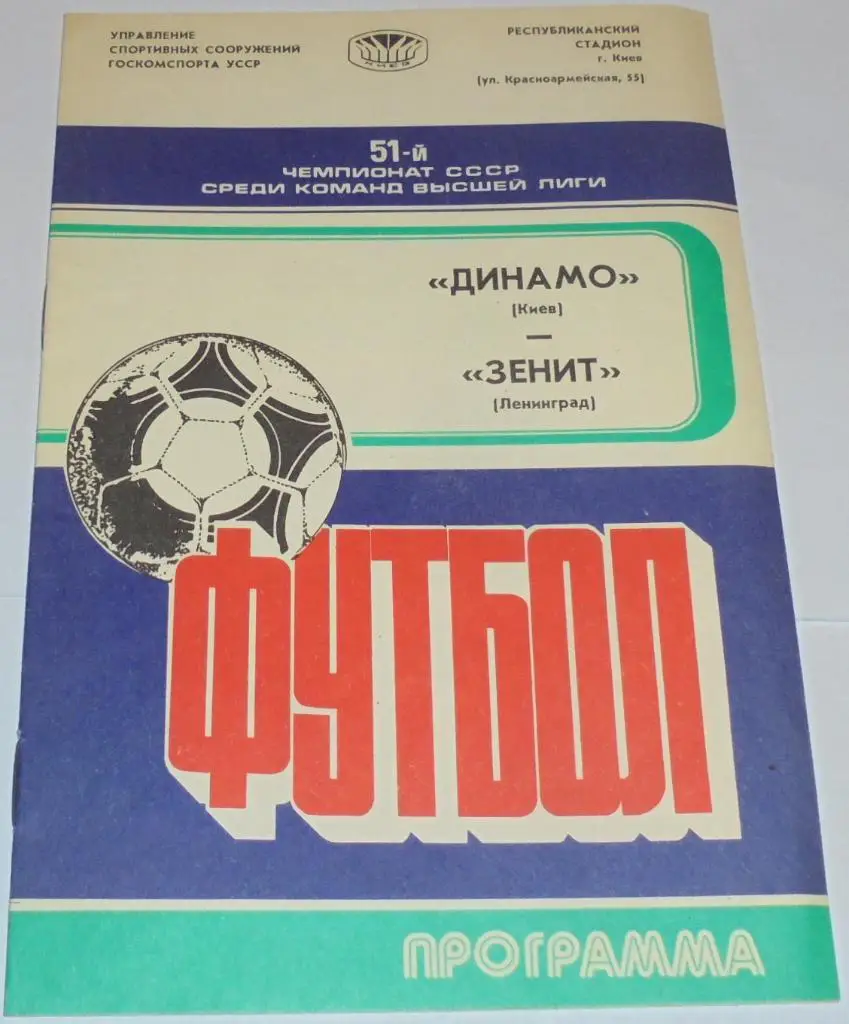 УПРАВЛЕНИЕ
СПОРТИВНЫХ СООРУЖЕНИЙ
ГОСКОМСПОРТА УССР
КИЕВ
РЕСПУБЛИКАНСКИЙ
СТАДИОН
г. Киев
(ул. Красноармейская, 55)
51-й
ЧЕМПИОНАТ СССР
СРЕДИ КОМАНД ВЫСШЕЙ ЛИГИ
«ДИНАМО»
(Киев)
—
«ЗЕНИТ»
(Ленинград)
ФУТБОЛ
ПРОГРАММА